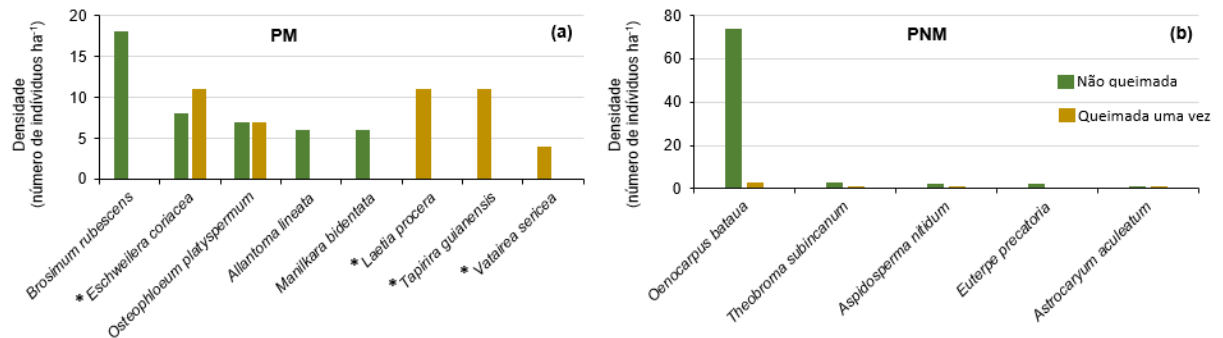 PM
(a)
Densidade
(número de indivíduos ha⁻¹)
20
15
10
5
0
Brosimum rubescens
* Eschweilera coriacea
Osteophloeum platyspermum
Allantoma lineata
Manilkara bidentata
* Laetia procera
* Tapirira guianensis
* Vatairea sericea
PNM
(b)
Densidade
(número de indivíduos ha⁻¹)
80
60
40
20
0
Não queimada
Queimada uma vez
Oenocarpus bataua
Theobroma subincanum
Aspidosperma nitidum
Euterpe precatoria
Astrocaryum aculeatum